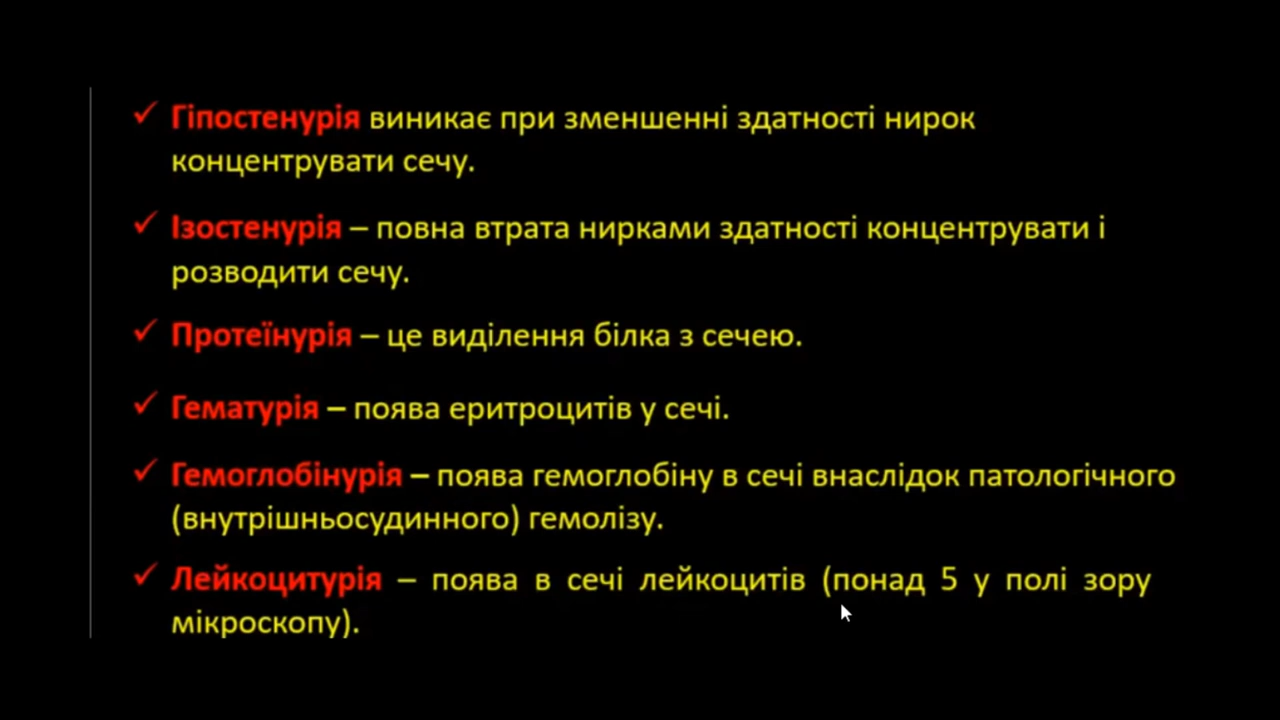 ✓ Гіпостенурія виникає при зменшенні здатності нирок
концентрувати сечу.
✓ Ізостенурія – повна втрата нирками здатності концентрувати і
розводити сечу.
✓ Протеїнурія – це виділення білка з сечею.
✓ Гематурія – поява еритроцитів у сечі.
✓ Гемоглобінурія – поява гемоглобіну в сечі внаслідок патологічного
(внутрішньосудинного) гемолізу.
✓ Лейкоцитурія – поява в сечі лейкоцитів (понад 5 у полі зору
мікроскопу).